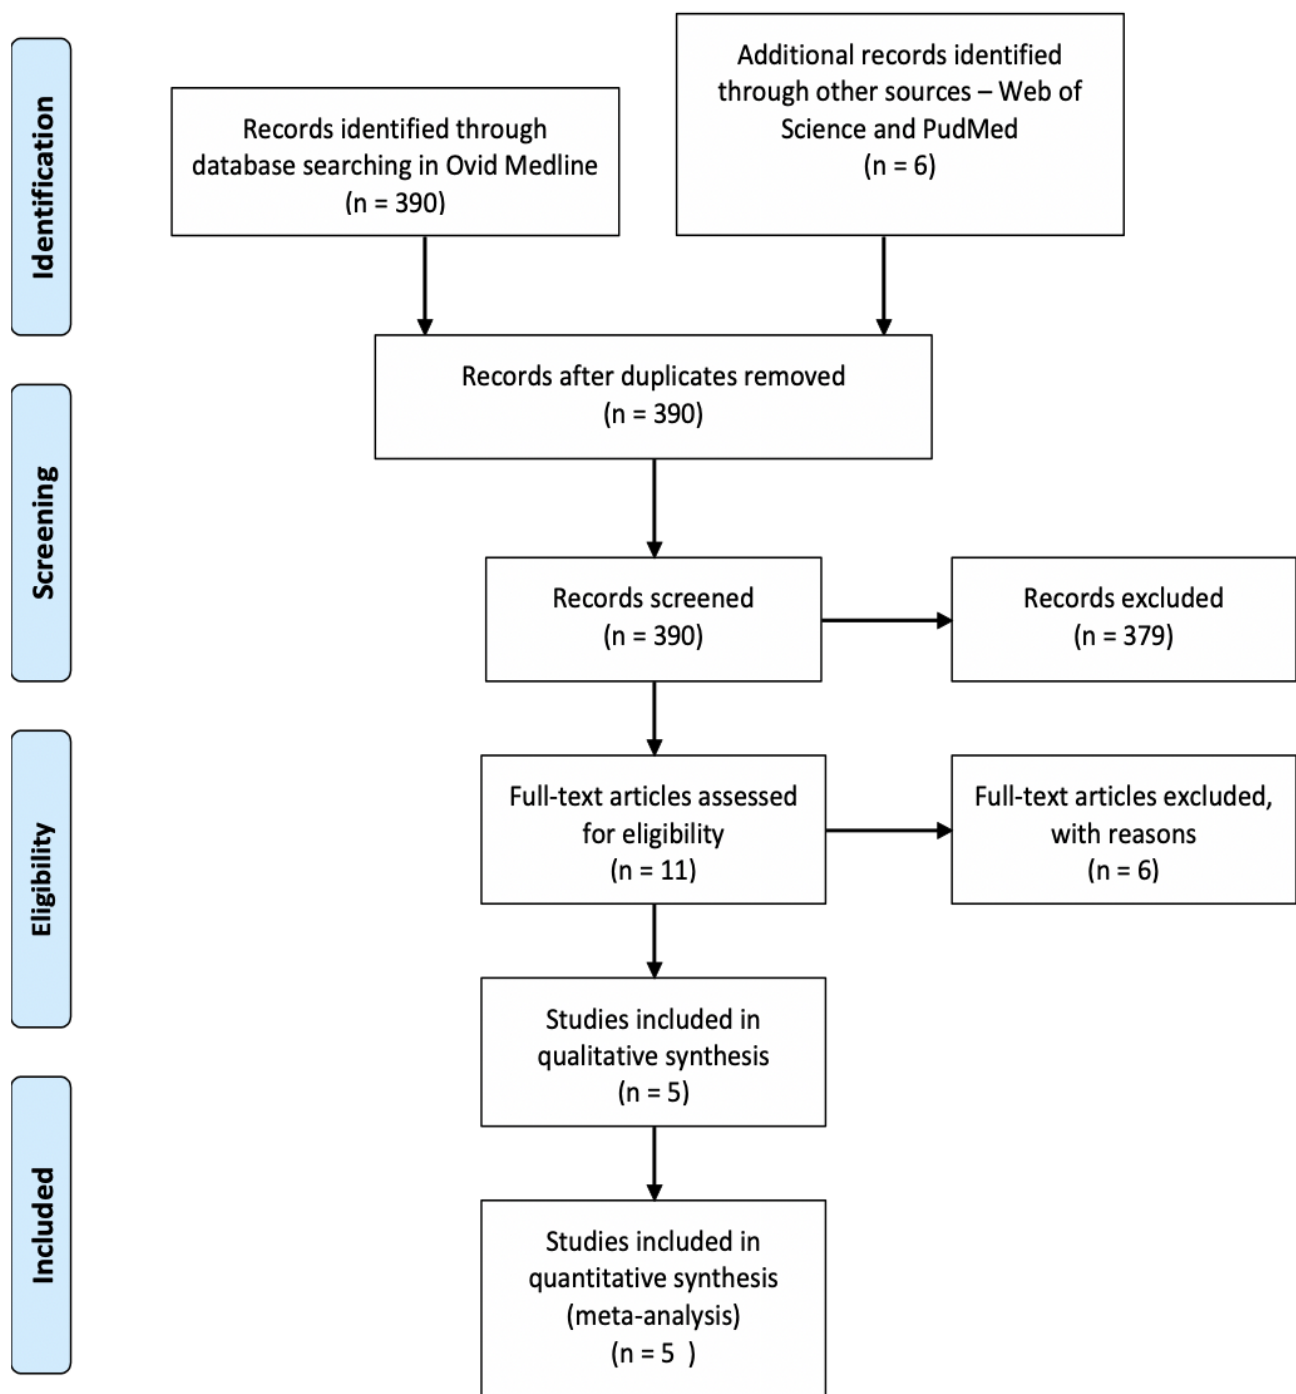 Identification
Records identified through
database searching in Ovid Medline
(n = 390)
Additional records identified
through other sources – Web of
Science and PudMed
(n = 6)
Records after duplicates removed
(n = 390)
Screening
Records screened
(n = 390)
Records excluded
(n = 379)
Eligibility
Full-text articles assessed
for eligibility
(n = 11)
Full-text articles excluded,
with reasons
(n = 6)
Studies included in
qualitative synthesis
(n = 5)
Included
Studies included in
quantitative synthesis
(meta-analysis)
(n = 5  )